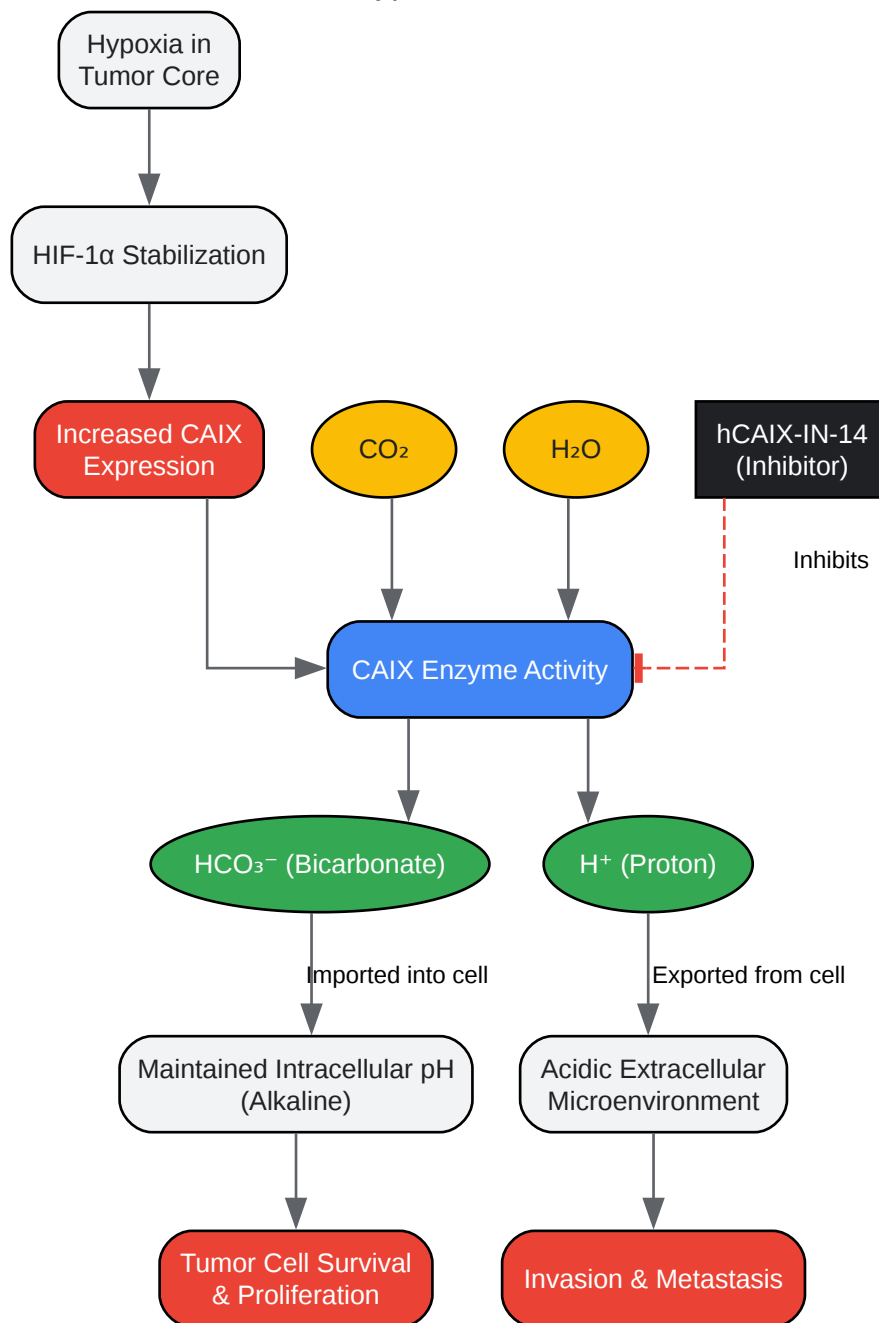 Hypoxia in
Tumor Core
HIF-1α Stabilization
Increased CAIX
Expression
CO₂
H₂O
hCAIX-IN-14
(Inhibitor)
Inhibits
CAIX Enzyme Activity
HCO₃⁻ (Bicarbonate)
H⁺ (Proton)
Imported into cell
Exported from cell
Maintained Intracellular pH
(Alkaline)
Acidic Extracellular
Microenvironment
Tumor Cell Survival
& Proliferation
Invasion & Metastasis